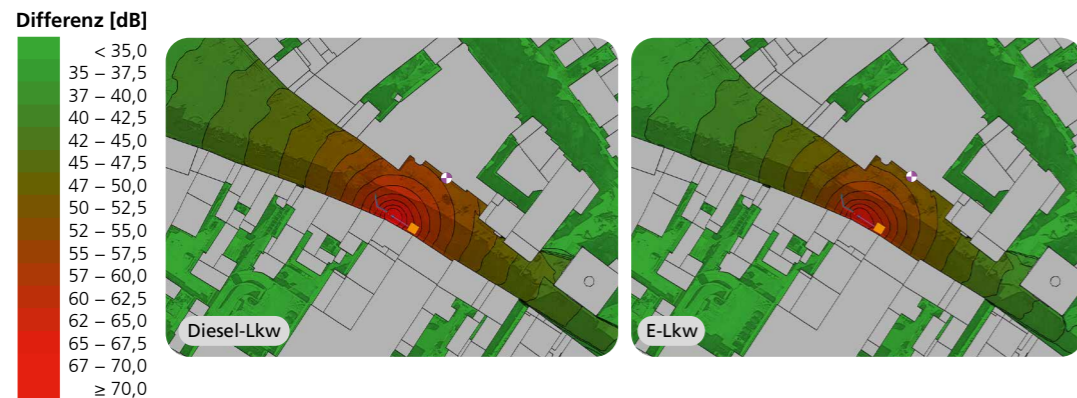 Differenz [dB]
< 35,0
35 – 37,5
37 – 40,0
42 – 42,5
42 – 45,0
45 – 47,5
47 – 50,0
50 – 52,5
52 – 55,0
55 – 57,5
57 – 60,0
60 – 62,5
62 – 65,0
65 – 67,5
67 – 70,0
≥ 70,0
Diesel-Lkw
E-Lkw